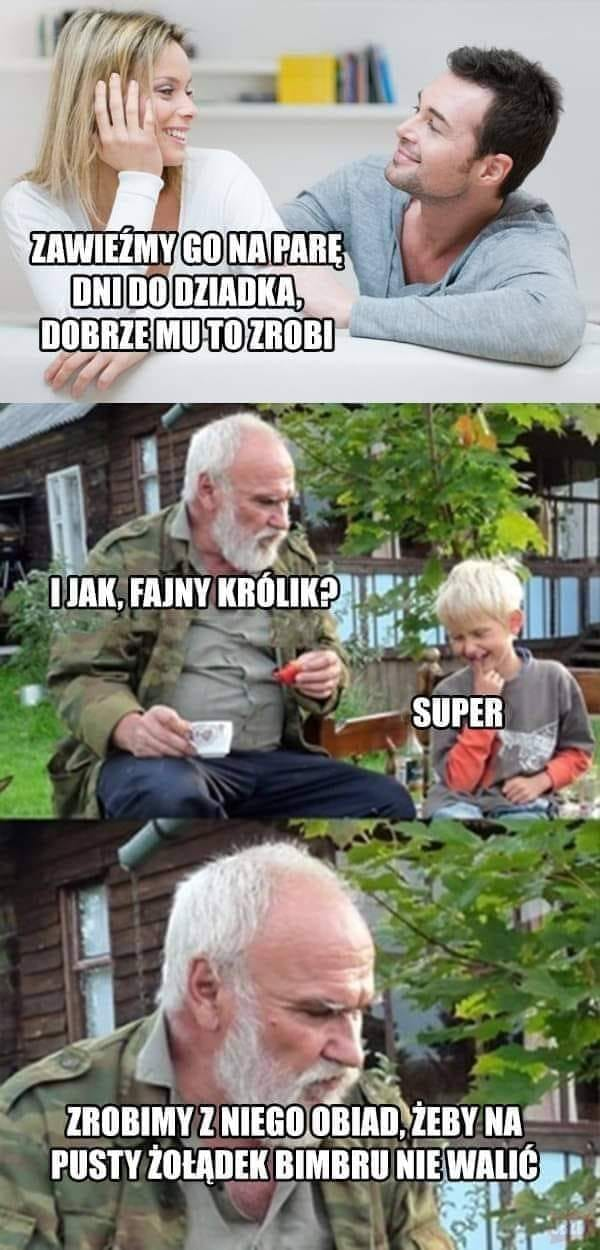 ZAWIEŹMY GO NA PARĘ
DNI DO DZIADKA,
DOBRZE MU TO ZROBI
I JAK, FAJNY KRÓLIK?
SUPER
ZROBIMY Z NIEGO OBIAD, ŻEBY NA
PUSTY ŻOŁĄDEK BIMBRU NIE WALIĆ